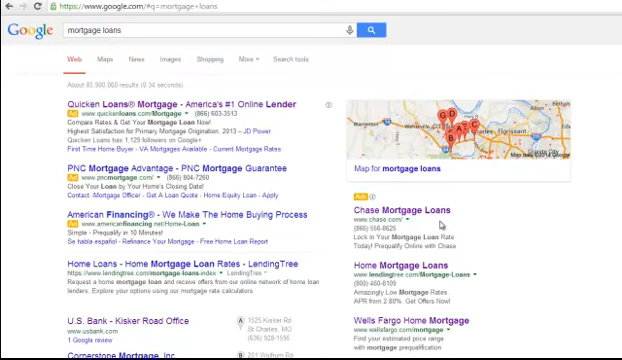 https://www.google.com/#q=mortgage+loans
Google
mortgage loans
Web Maps News Images Shopping More Search tools
About 85,900,000 results (0.34 seconds)
Quicken Loans® Mortgage - America's #1 Online Lender
Ad www.quickenloans.com/Mortgage (866) 603-3513
Compare Rates & Get Your Mortgage Loan Now!
Highest Satisfaction for Primary Mortgage Origination, 2013 – JD Power
Quicken Loans has 1,129 followers on Google+
First Time Home Buyer - VA Mortgages Available - Current Mortgage Rates
PNC Mortgage Advantage - PNC Mortgage Guarantee
Ad www.pncmortgage.com/ (866) 804-7260
Close Your Loan by Your Home's Closing Date!
Contact - Mortgage Officer - Get A Loan Quote - Home Equity Loan - Apply
American Financing® - We Make The Home Buying Process
Ad www.americanfinancing.net/Home-Loan
Simple - Prequalify in 10 Minutes!
Se habla español - Refinance Your Mortgage - Free Home Loan Report
Home Loans - Home Mortgage Loan Rates - LendingTree
https://www.lendingtree.com/mortgage-loans-index LendingTree
Request a home mortgage loan and receive offers from our online network of home loan
lenders. Explore your options using our mortgage rate calculators.
U.S. Bank - Kisker Road Office
www.usbank.com
1 Google review
A 1525 Kisker Rd
St Charles, MO
(636) 928-1595
Cornerstone Mortgage, Inc
B
Map for mortgage loans
Ads
Chase Mortgage Loans
www.chase.com/
(866) 556-8625
Lock In Your Mortgage Loan Rate
Today! Prequalify Online with Chase
Home Mortgage Loans
www.lendingtree.com/Mortgage-Loans
(800) 460-8109
Amazingly Low Mortgage Rates
APR from 2.80%. Get Offers Now!
Wells Fargo Home Mortgage
www.wellsfargo.com/mortgage
Find your estimated price range
with mortgage prequalification